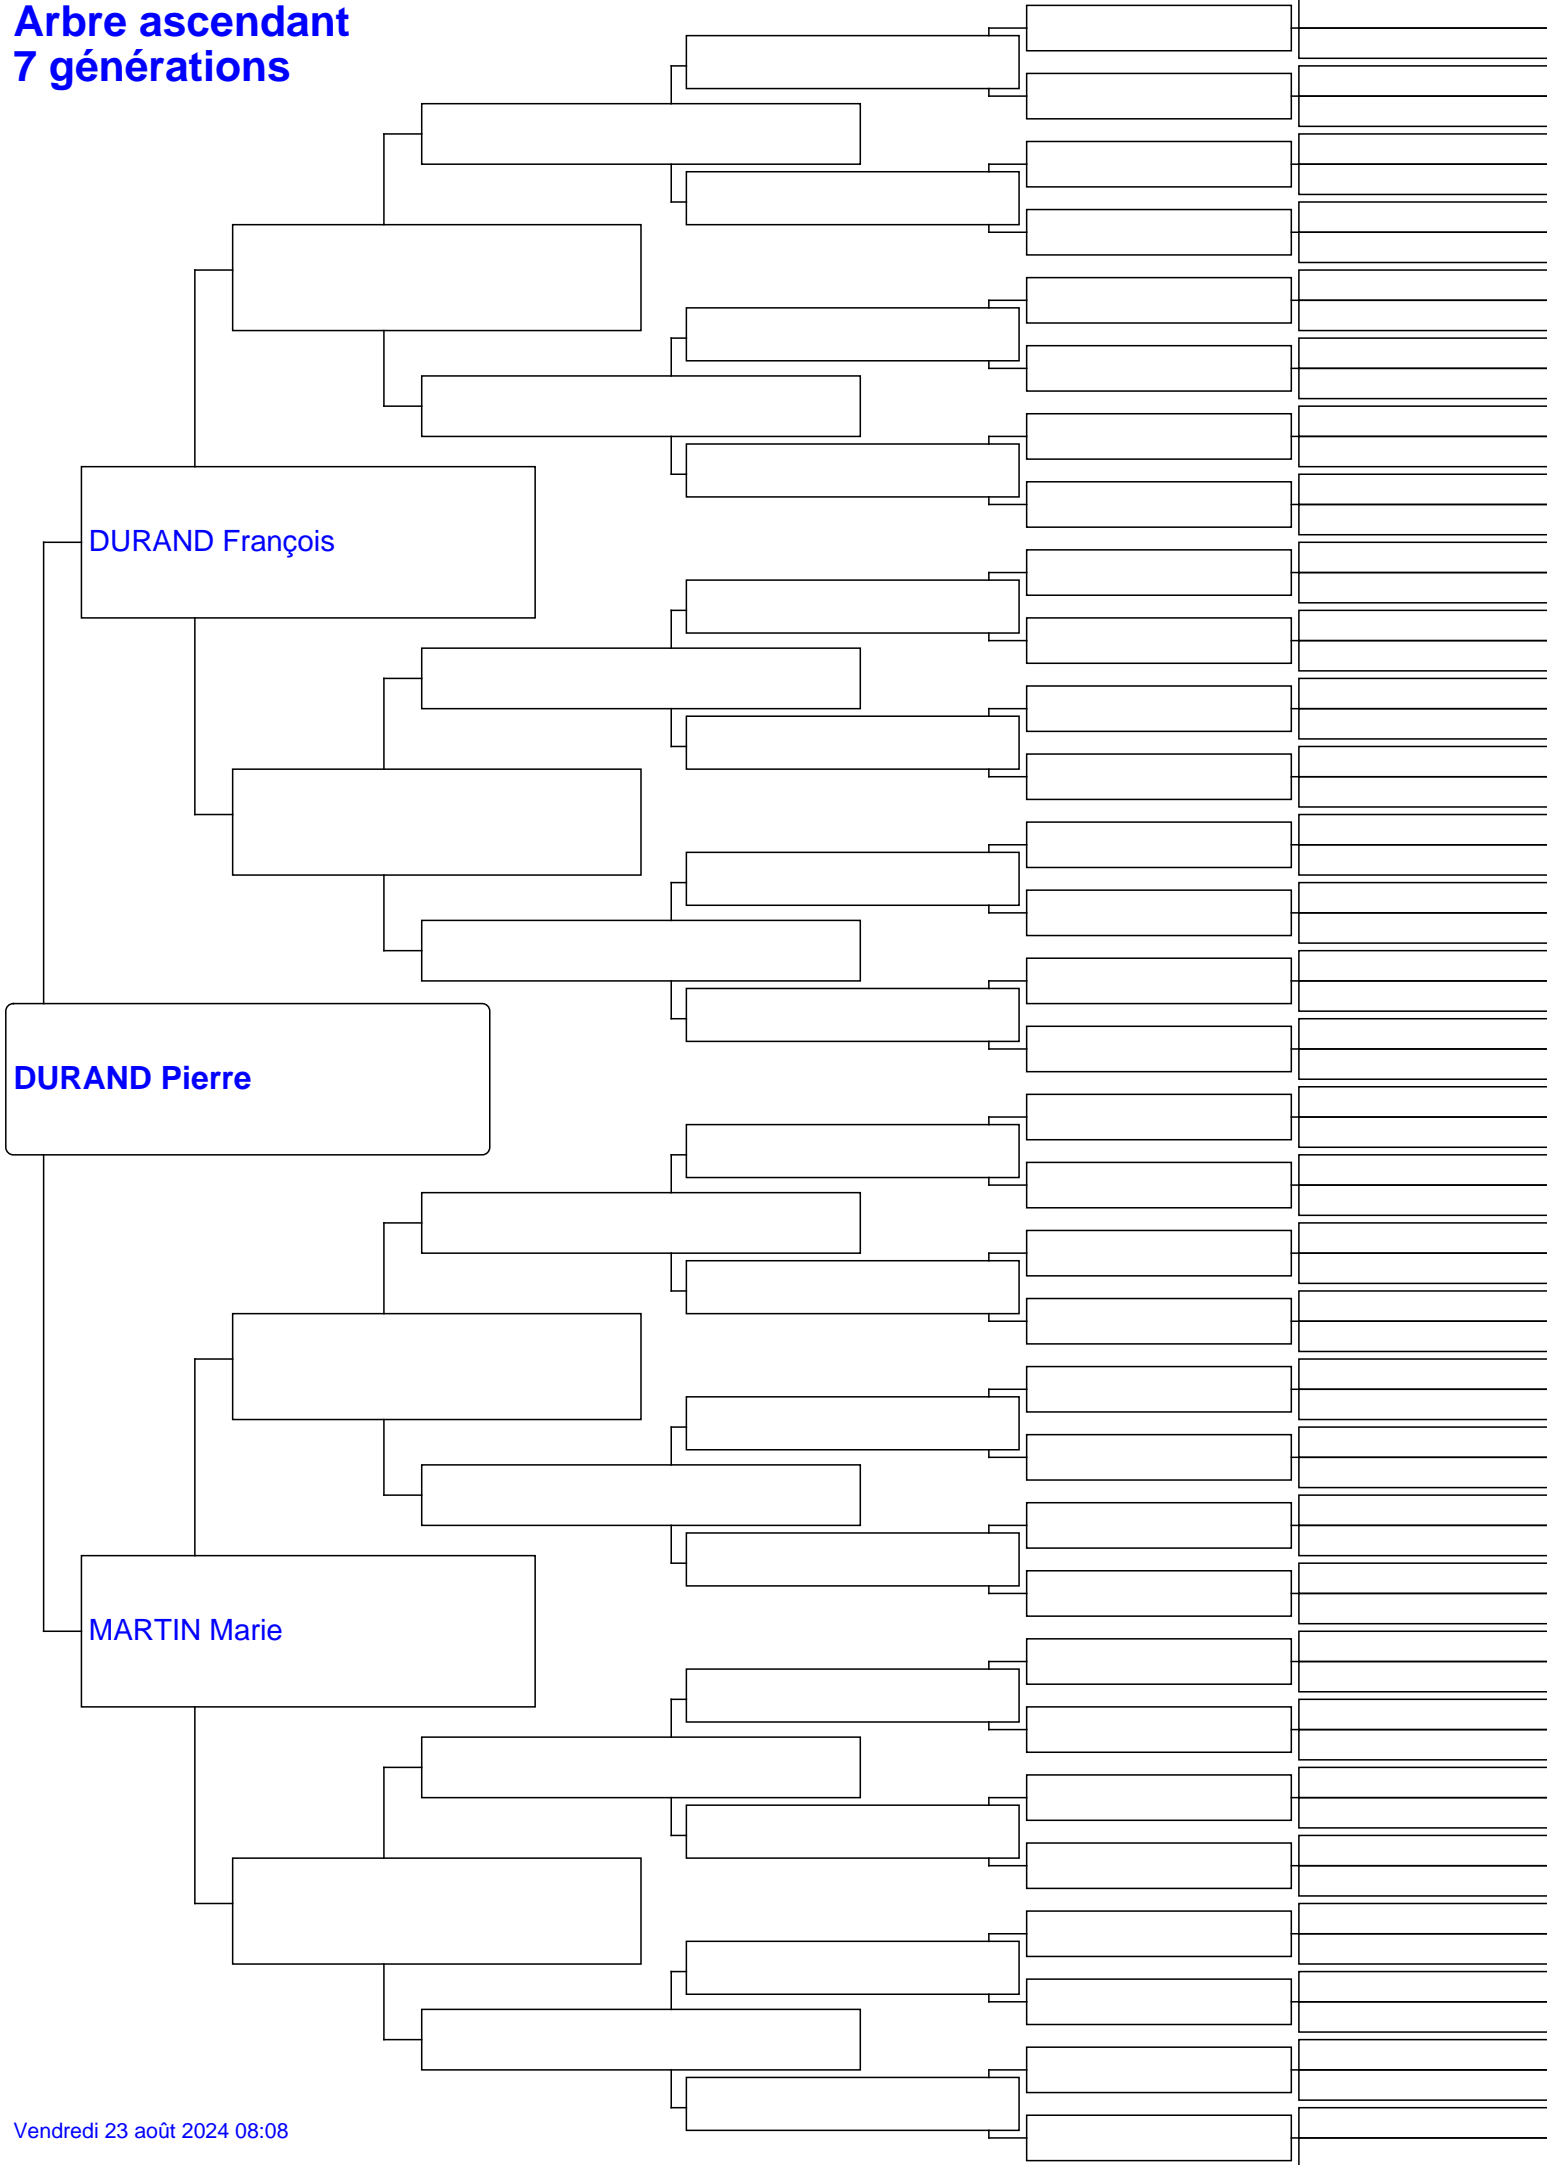 Arbre ascendant
7 générations
DURAND François
DURAND Pierre
MARTIN Marie
Vendredi 23 août 2024 08:08